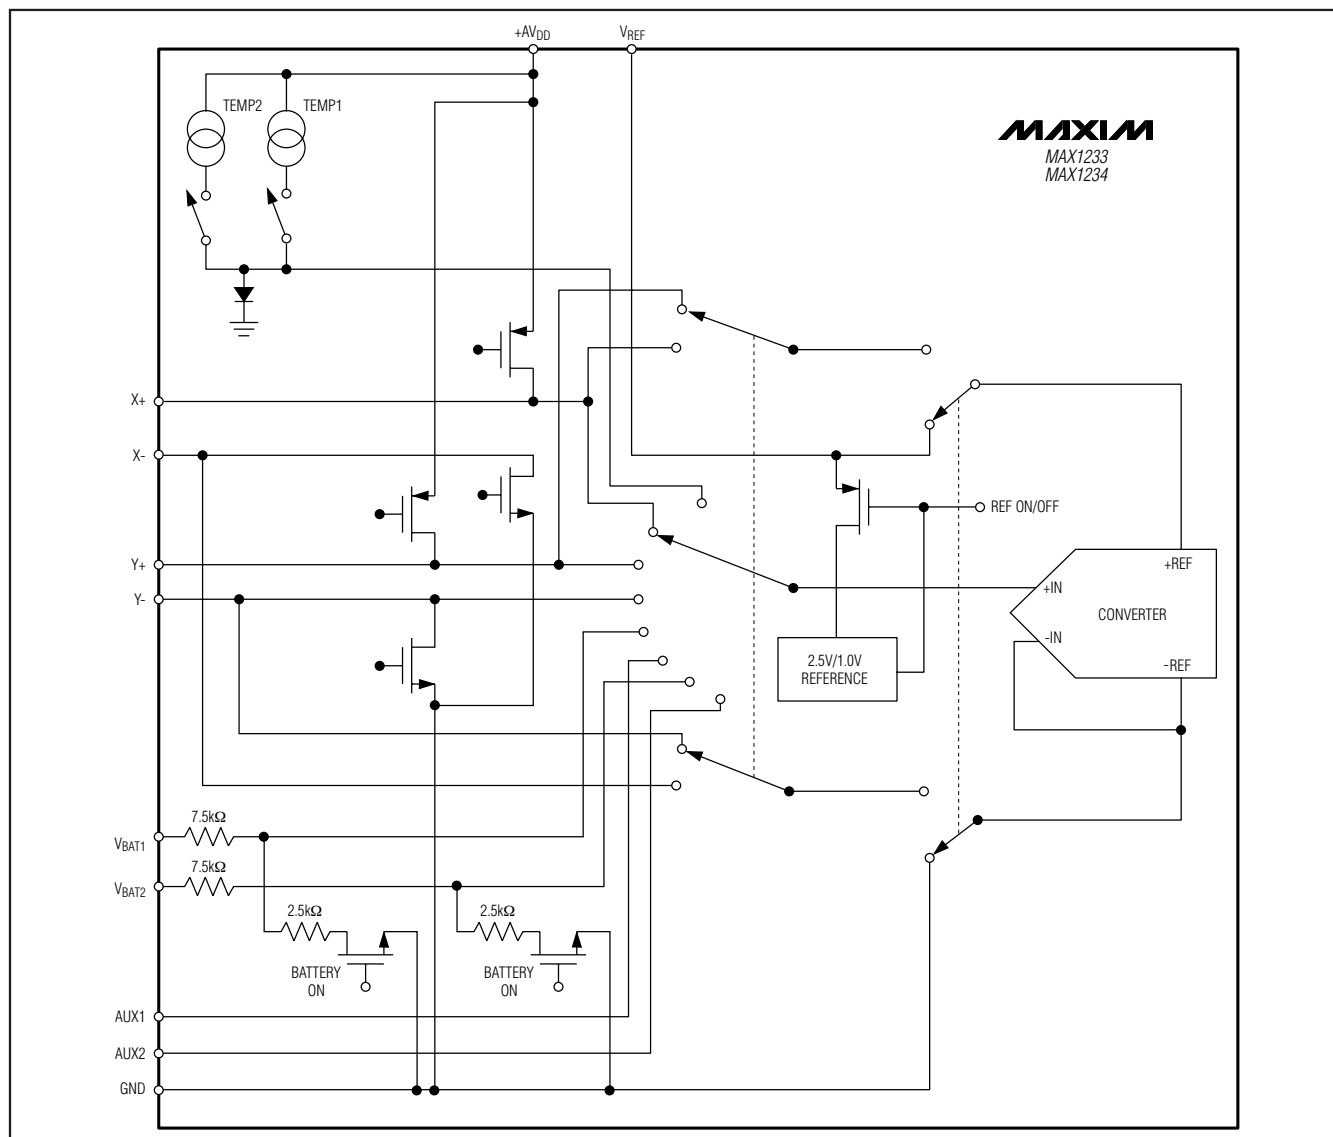 +AVDD
VREF
TEMP2
TEMP1
MAXIM
MAX1233
MAX1234
X+
X-
REF ON/OFF
Y+
+REF
+IN
Y-
CONVERTER
-IN
2.5V/1.0V
REFERENCE
-REF
7.5kΩ
VBAT1
7.5kΩ
VBAT2
2.5kΩ
2.5kΩ
BATTERY
ON
BATTERY
ON
AUX1
AUX2
GND